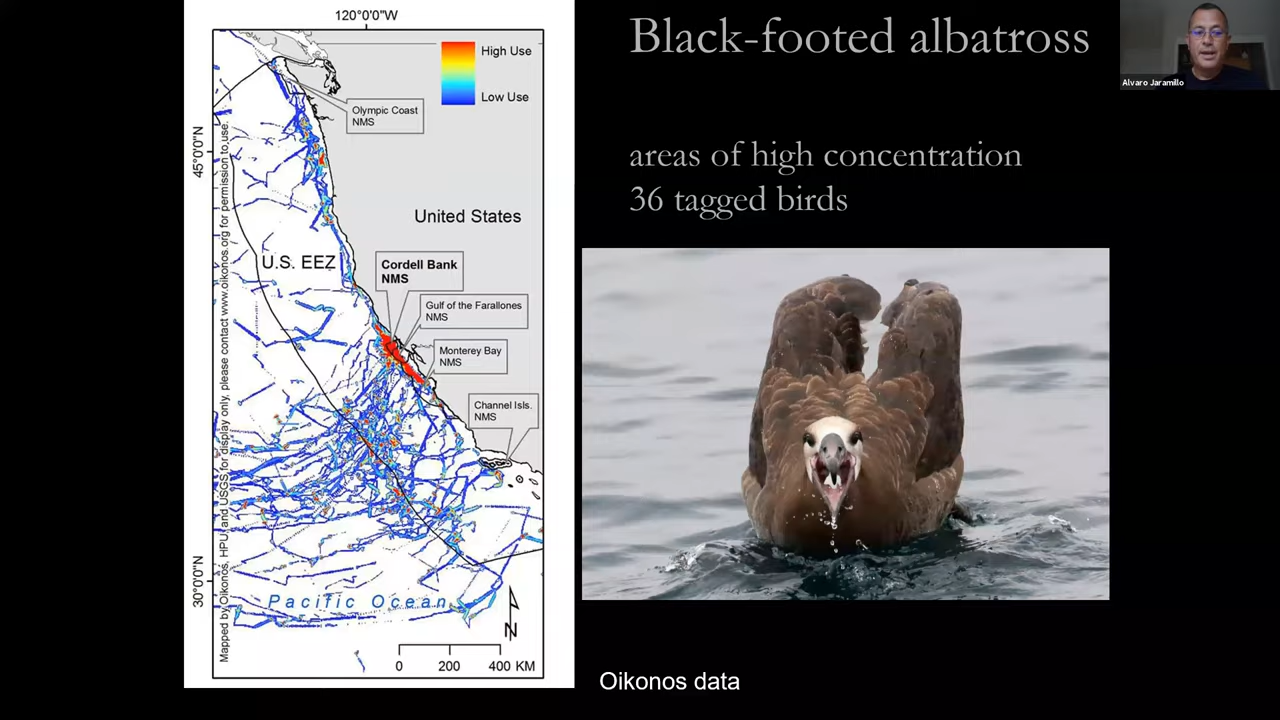 120°0'0"W
High Use
Low Use
Olympic Coast
NMS
45°0'0"N
United States
U.S. EEZ
Cordell Bank
NMS
Gulf of the Farallones
NMS
Monterey Bay
NMS
Channel Isls.
NMS
30°0'0"N
Pacific Ocean
N
0 200 400 KM
Mapped by Oikonos, HPU and USGS for display only, please contact www.oikonos.org for permission to use.
Black-footed albatross
areas of high concentration
36 tagged birds
Oikonos data
Alvaro Jaramillo